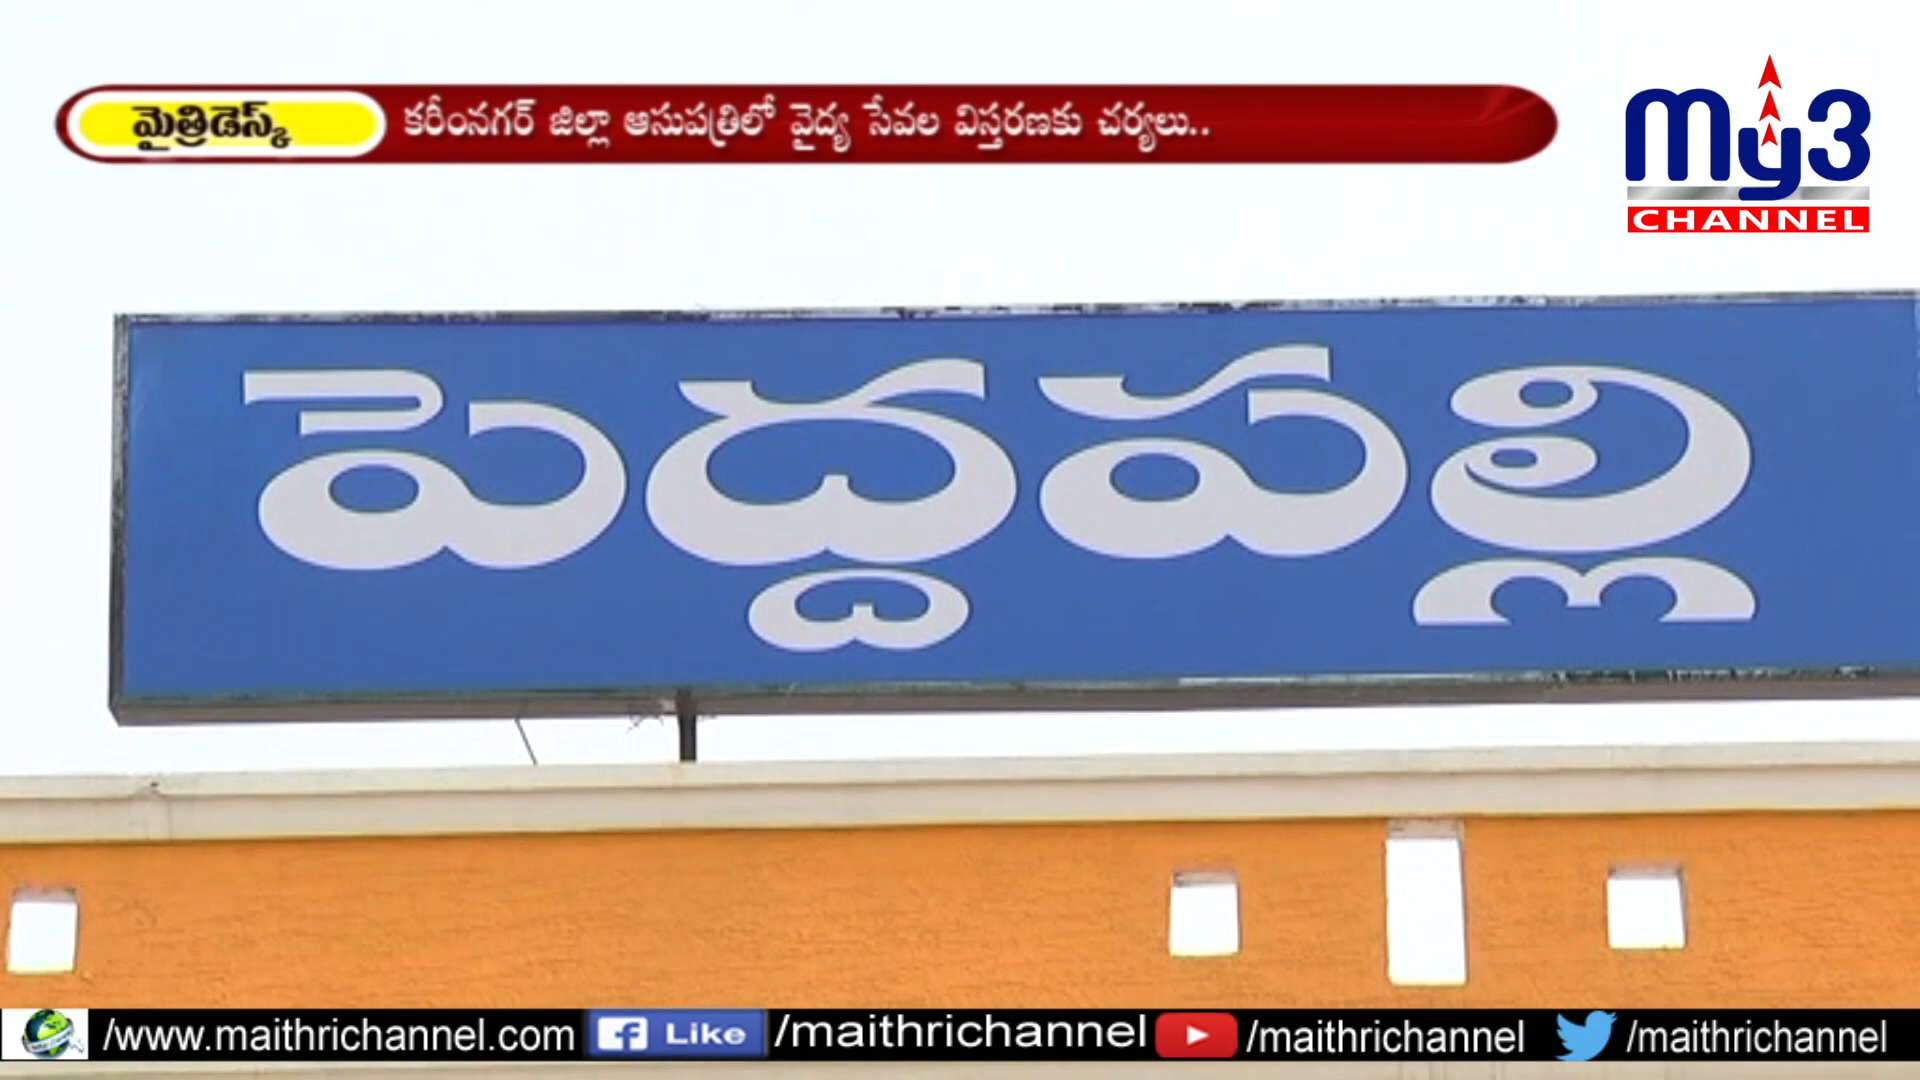 మైత్రిడెస్క్ కరీంనగర్ జిల్లా ఆసుపత్రిలో వైద్య సేవల విస్తరణకు చర్యలు..
my3
CHANNEL
పెద్దపల్లి
/www.maithrichannel.com Like /maithrichannel /maithrichannel /maithrichannel